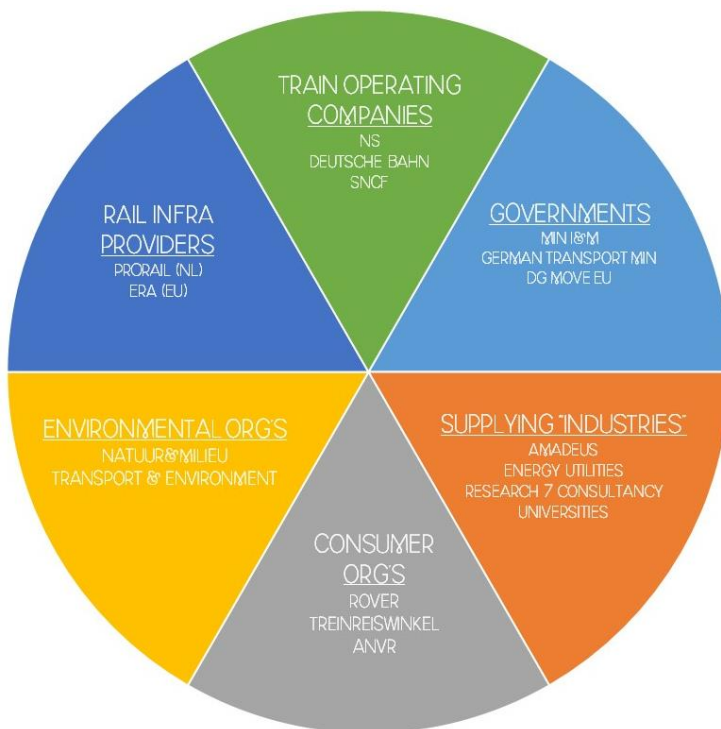 TRAIN OPERATING
COMPANIES
NS
DEUTSCHE BAHN
SNCF
GOVERNMENTS
MIN I&M
GERMAN TRANSPORT MIN
DG MOVE EU
SUPPLYING "INDUSTRIES"
AMADEUS
ENERGY UTILITIES
RESEARCH 7 CONSULTANCY
UNIVERSITIES
CONSUMER
ORG'S
ROVER
TREINREISWINKEL
ANVR
ENVIRONMENTAL ORG'S
NATUUR&MILIEU
TRANSPORT & ENVIRONMENT
RAIL INFRA
PROVIDERS
PRORAIL (NL)
ERA (EU)